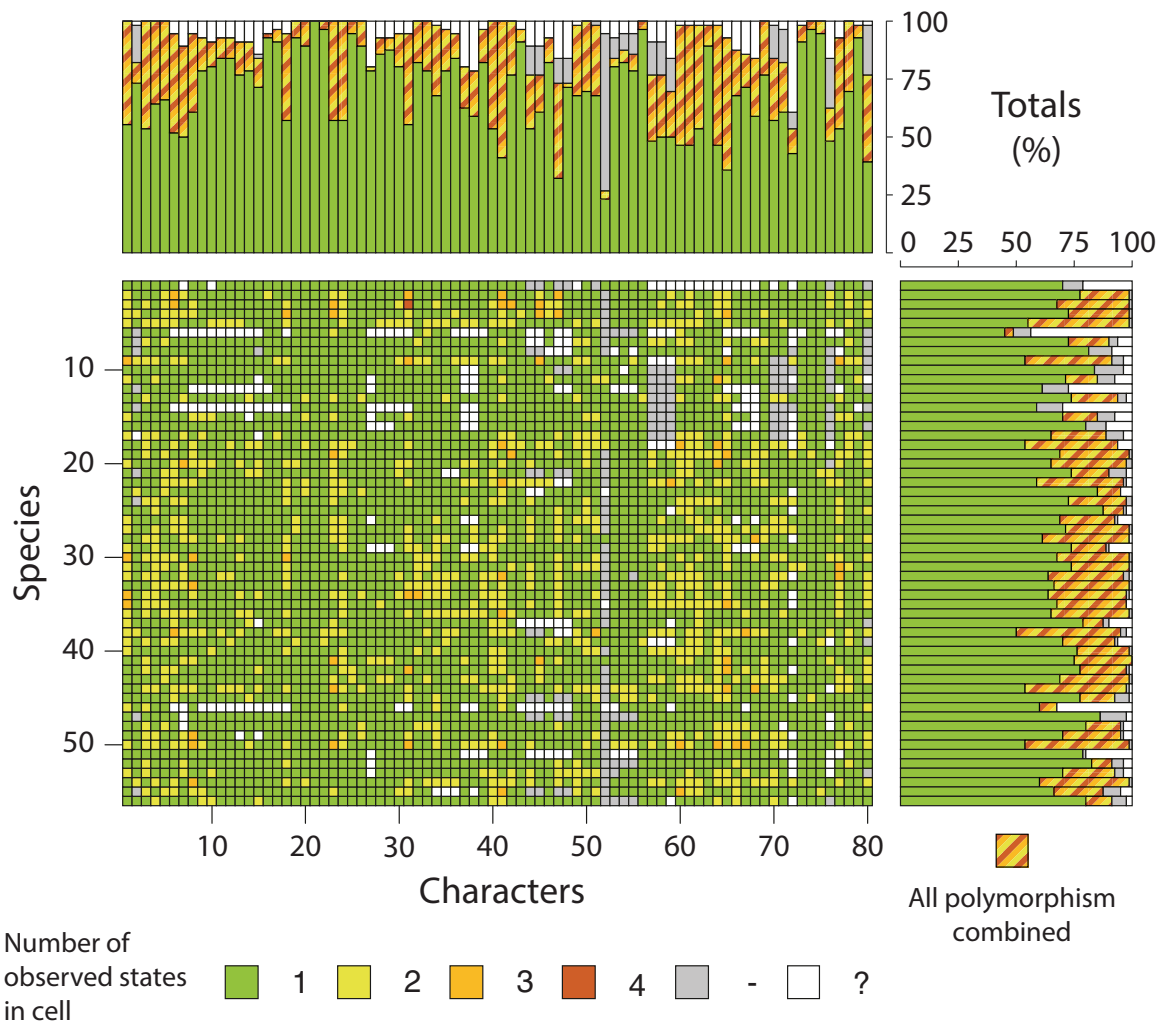 100
75
50
25
Totals
(%)
0 25 50 75 100
10
20
30
40
50
Species
10 20 30 40 50 60 70 80
Characters
All polymorphism
combined
Number of
observed states
in cell
1 2 3 4 - ?